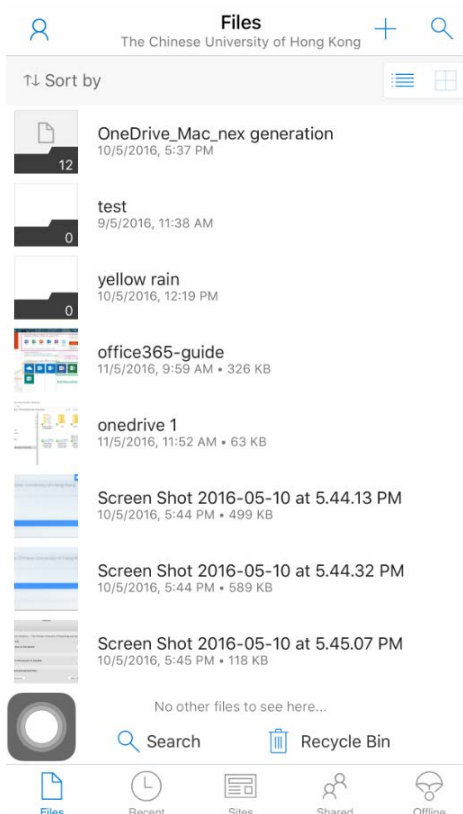 Files
The Chinese University of Hong Kong
↑↓ Sort by
OneDrive_Mac_nex generation
10/5/2016, 5:37 PM
12
test
9/5/2016, 11:38 AM
0
yellow rain
10/5/2016, 12:19 PM
0
office365-guide
11/5/2016, 9:59 AM • 326 KB
onedrive 1
11/5/2016, 11:52 AM • 63 KB
Screen Shot 2016-05-10 at 5.44.13 PM
10/5/2016, 5:44 PM • 499 KB
Screen Shot 2016-05-10 at 5.44.32 PM
10/5/2016, 5:44 PM • 589 KB
Screen Shot 2016-05-10 at 5.45.07 PM
10/5/2016, 5:45 PM • 118 KB
No other files to see here...
Search Recycle Bin
Files Recent Sites Shared Offline